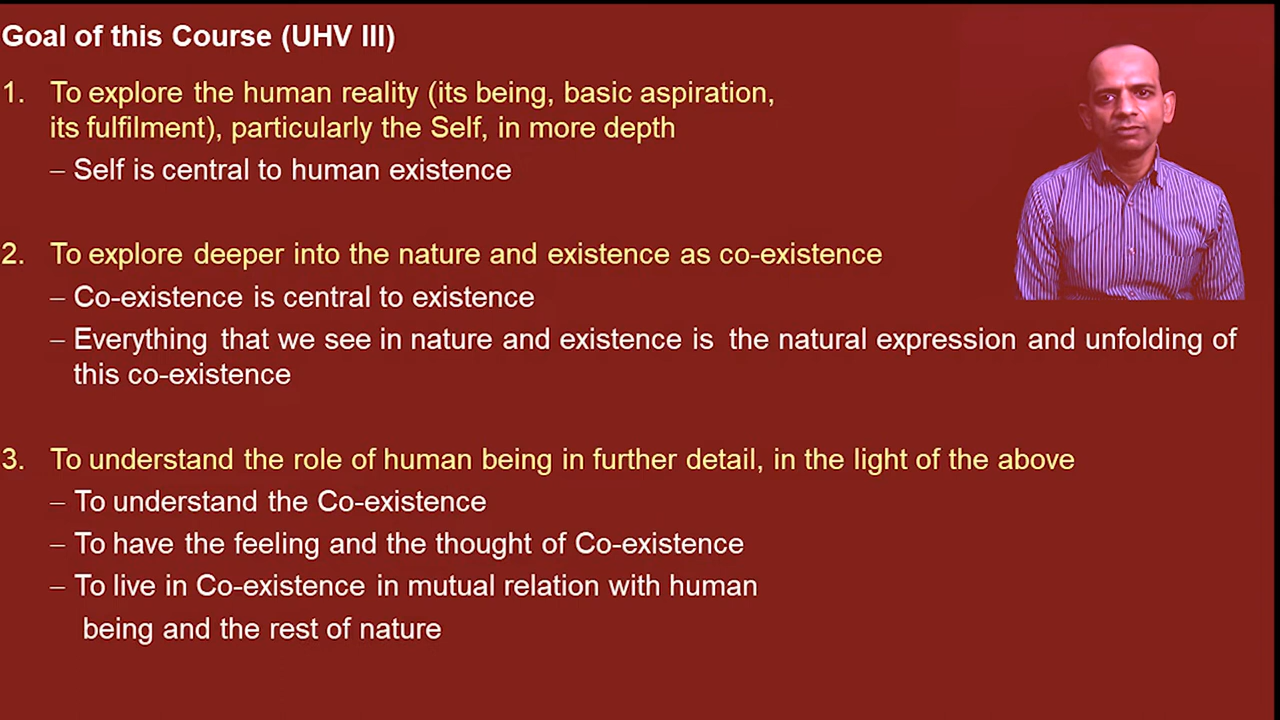 Goal of this Course (UHV III)
1. To explore the human reality (its being, basic aspiration,
its fulfilment), particularly the Self, in more depth
– Self is central to human existence
2. To explore deeper into the nature and existence as co-existence
– Co-existence is central to existence
– Everything that we see in nature and existence is the natural expression and unfolding of
this co-existence
3. To understand the role of human being in further detail, in the light of the above
– To understand the Co-existence
– To have the feeling and the thought of Co-existence
– To live in Co-existence in mutual relation with human
being and the rest of nature